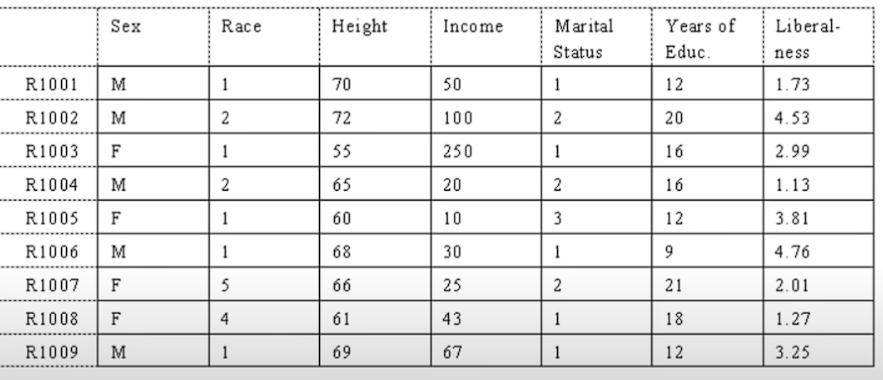 Sex Race Height Income Marital Status Years of Educ. Liberal-ness
R1001 M 1 70 50 1 12 1.73
R1002 M 2 72 100 2 20 4.53
R1003 F 1 55 250 1 16 2.99
R1004 M 2 65 20 2 16 1.13
R1005 F 1 60 10 3 12 3.81
R1006 M 1 68 30 1 9 4.76
R1007 F 5 66 25 2 21 2.01
R1008 F 4 61 43 1 18 1.27
R1009 M 1 69 67 1 12 3.25